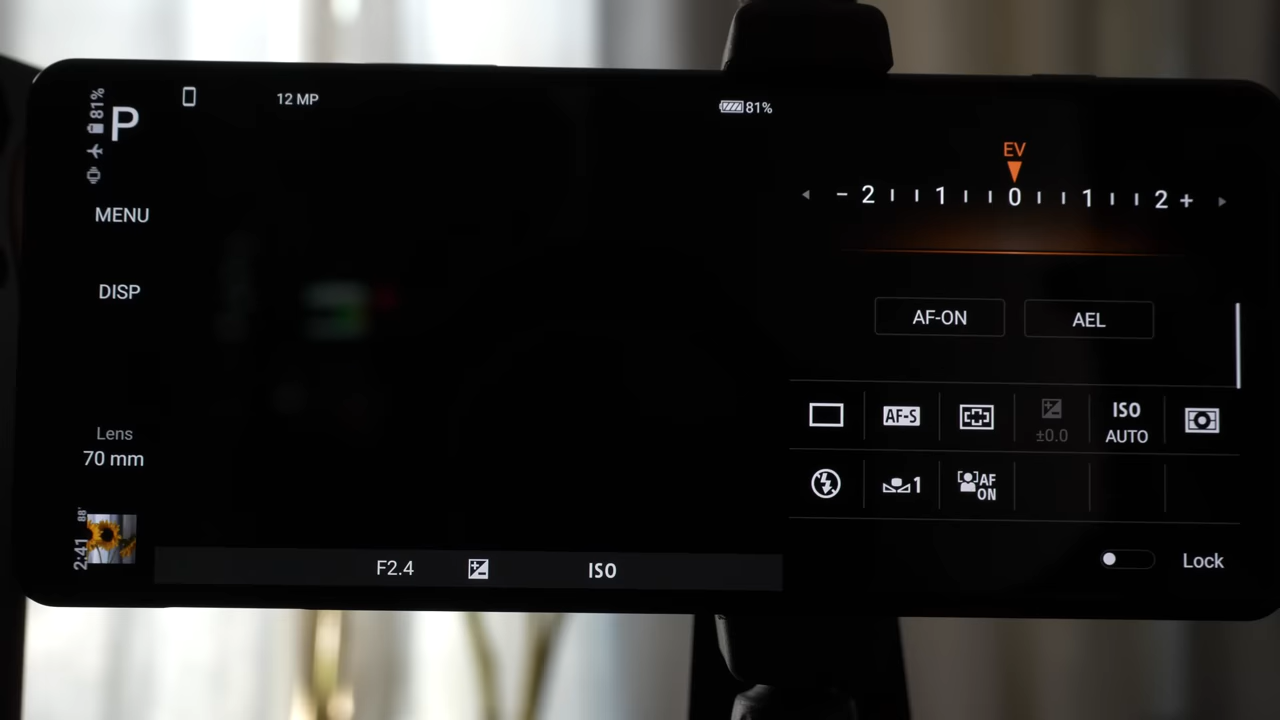 81%
P
12 MP
81%
EV
− 2 1 0 1 2 +
MENU
DISP
AF-ON
AEL
Lens
70 mm
AF-S
±0.0
ISO
AUTO
1
AF
ON
88°
2:41
F2.4
ISO
Lock